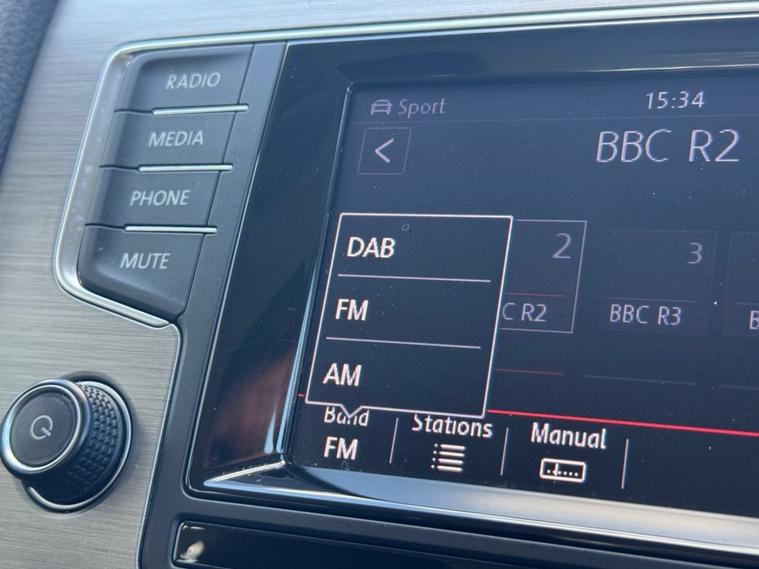 RADIO
MEDIA
PHONE
MUTE
Sport
15:34
BBC R2
DAB
FM
AM
2
C R2
3
BBC R3
B
Band
FM
Stations
Manual